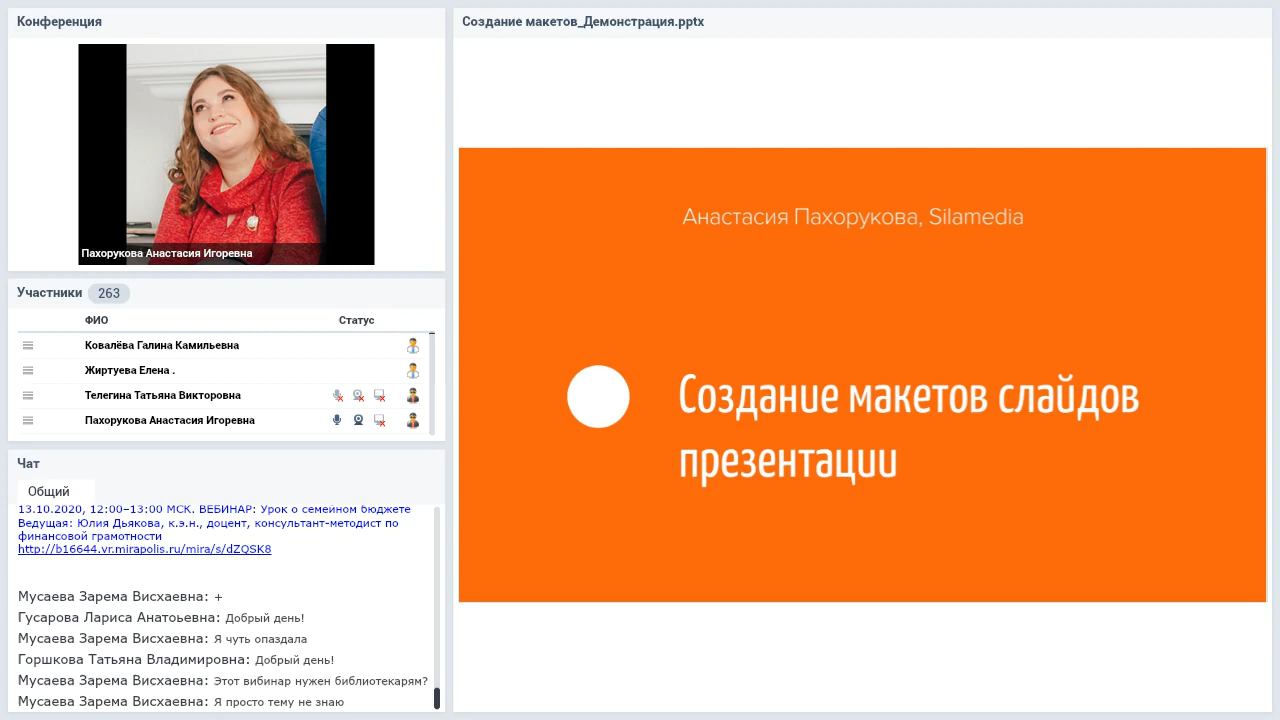 Конференция
Пахорукова Анастасия Игоревна
Участники 263
ФИО Статус
Ковалёва Галина Камильевна
Жиртуева Елена .
Телегина Татьяна Викторовна
Пахорукова Анастасия Игоревна
Чат
Общий
13.10.2020, 12:00–13:00 МСК. ВЕБИНАР: Урок о семейном бюджете
Ведущая: Юлия Дьякова, к.э.н., доцент, консультант-методист по
финансовой грамотности
http://b16644.vr.mirapolis.ru/mira/s/dZQSK8
Мусаева Зарема Висхаевна: +
Гусарова Лариса Анатоьевна: Добрый день!
Мусаева Зарема Висхаевна: Я чуть опаздала
Горшкова Татьяна Владимировна: Добрый день!
Мусаева Зарема Висхаевна: Этот вибинар нужен библиотекарям?
Мусаева Зарема Висхаевна: Я просто тему не знаю
Создание макетов_Демонстрация.pptx
Анастасия Пахорукова, Silamedia
Создание макетов слайдов
презентации